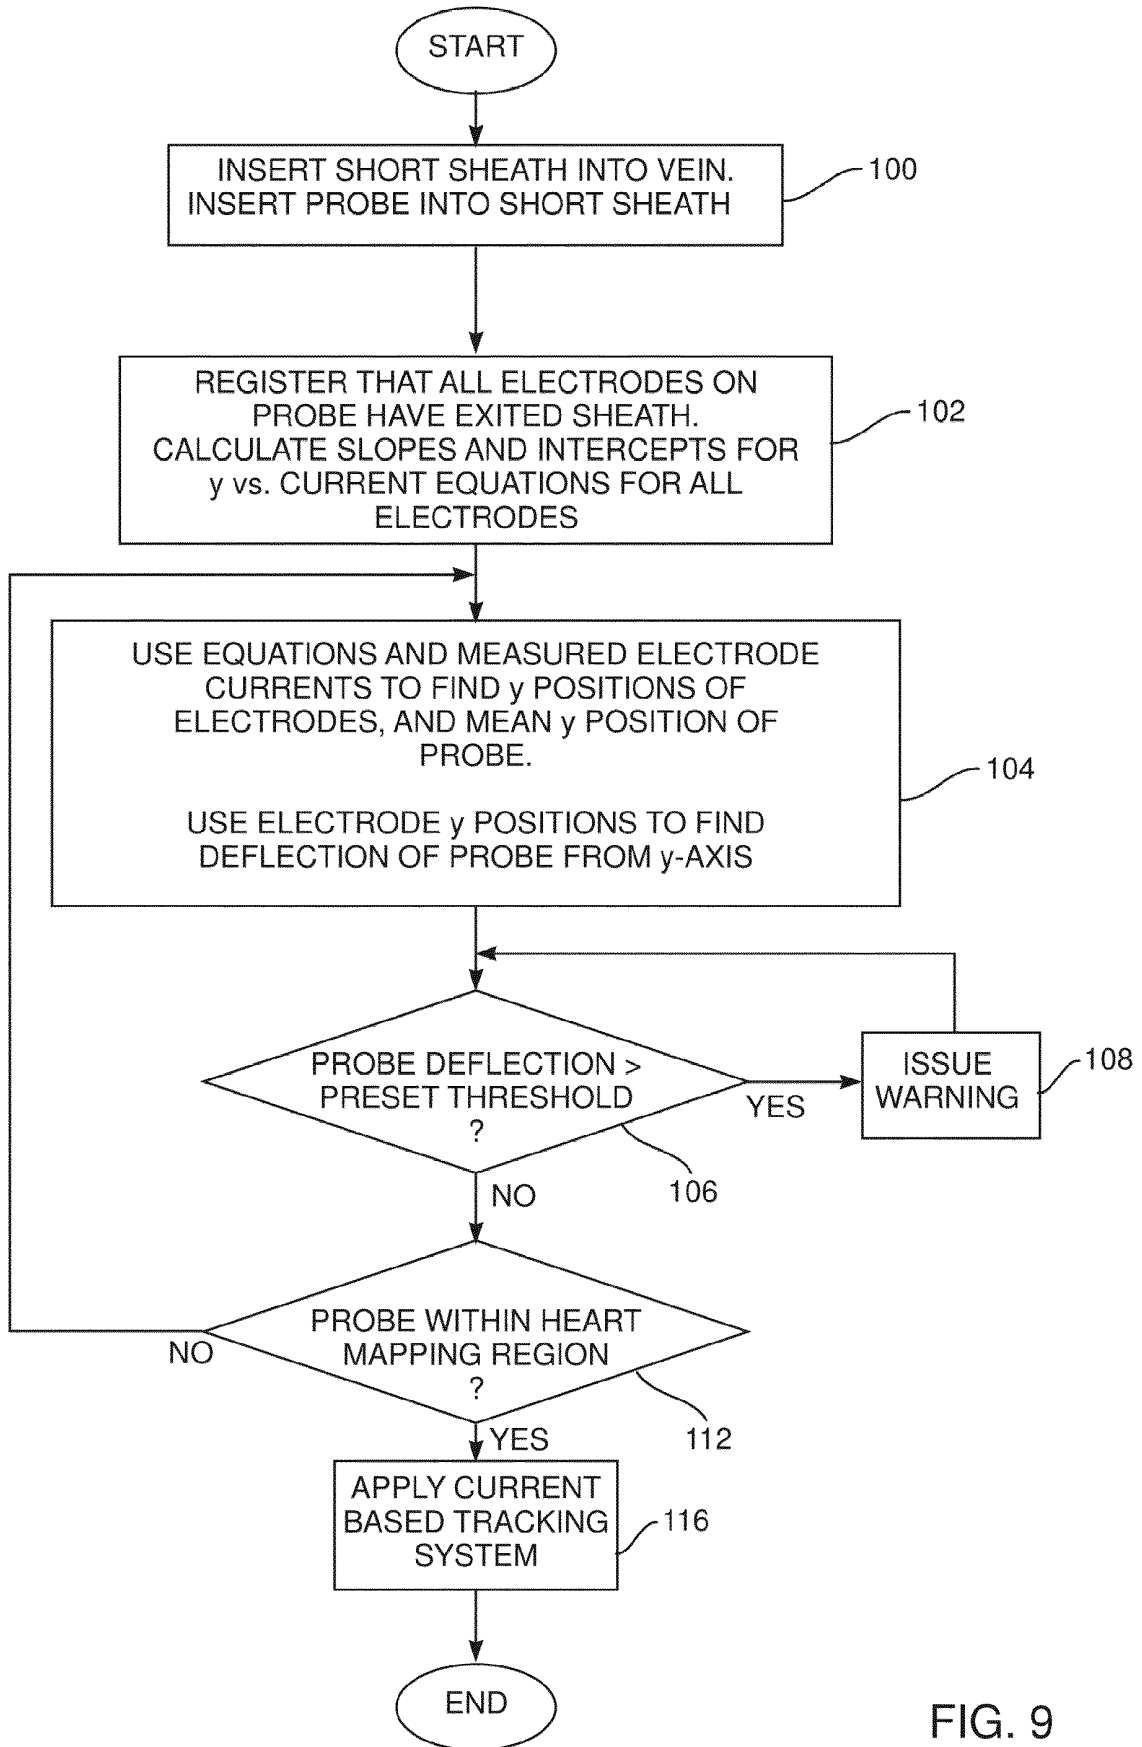 START
INSERT SHORT SHEATH INTO VEIN.
INSERT PROBE INTO SHORT SHEATH
100
REGISTER THAT ALL ELECTRODES ON
PROBE HAVE EXITED SHEATH.
CALCULATE SLOPES AND INTERCEPTS FOR
y vs. CURRENT EQUATIONS FOR ALL
ELECTRODES
102
USE EQUATIONS AND MEASURED ELECTRODE
CURRENTS TO FIND y POSITIONS OF
ELECTRODES, AND MEAN y POSITION OF
PROBE.
USE ELECTRODE y POSITIONS TO FIND
DEFLECTION OF PROBE FROM y-AXIS
104
PROBE DEFLECTION >
PRESET THRESHOLD
?
106
YES
ISSUE
WARNING
108
NO
PROBE WITHIN HEART
MAPPING REGION
?
112
NO
YES
APPLY CURRENT
BASED TRACKING
SYSTEM
116
END
FIG. 9